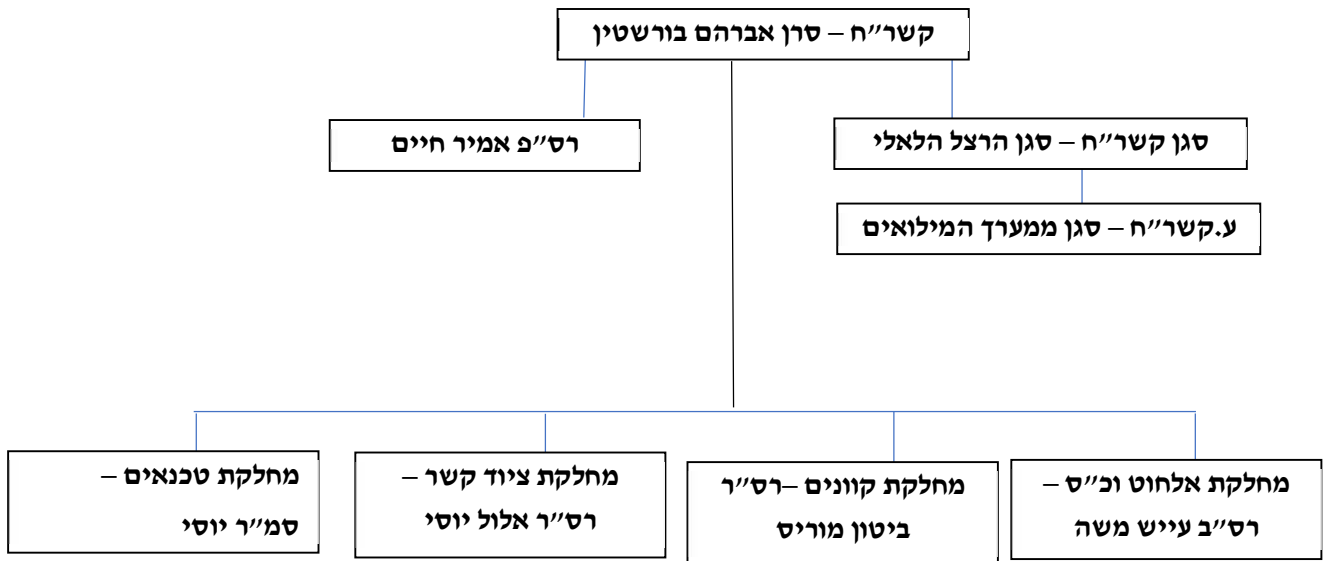 קשר״ח – סרן אברהם בורשטין
סגן קשר״ח – סגן הרצל הלאלי
רס״פ אמיר חיים
ע.קשר״ח – סגן ממערך המילואים
מחלקת אלחוט וכ״ס –
רס״ב עייש משה
מחלקת קוונים –רס״ר
ביטון מוריס
מחלקת ציוד קשר –
רס״ר אלול יוסי
מחלקת טכנאים –
סמ״ר יוסי